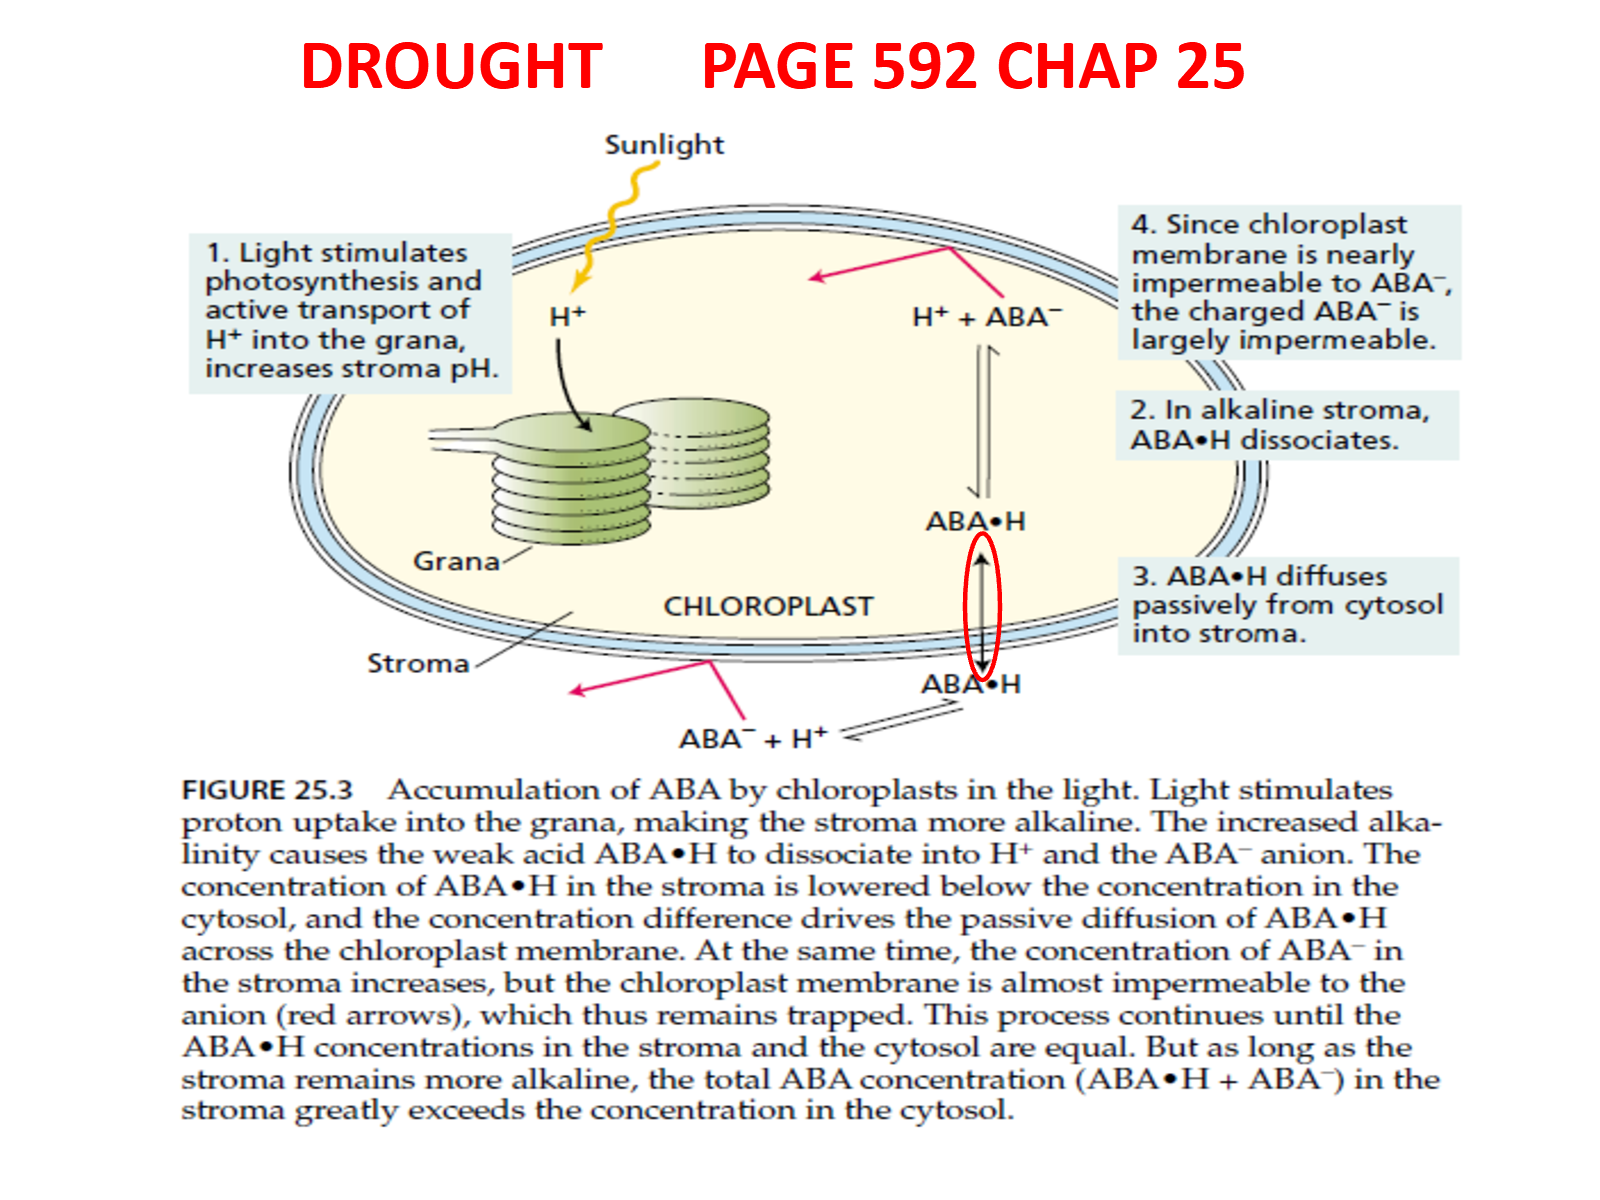 DROUGHT PAGE 592 CHAP 25
Sunlight
1. Light stimulates
photosynthesis and
active transport of
H⁺ into the grana,
increases stroma pH.
4. Since chloroplast
membrane is nearly
impermeable to ABA⁻,
the charged ABA⁻ is
largely impermeable.
H⁺
H⁺ + ABA⁻
2. In alkaline stroma,
ABA•H dissociates.
ABA•H
Grana
3. ABA•H diffuses
passively from cytosol
into stroma.
CHLOROPLAST
Stroma
ABA•H
ABA⁻ + H⁺
FIGURE 25.3 Accumulation of ABA by chloroplasts in the light. Light stimulates
proton uptake into the grana, making the stroma more alkaline. The increased alka-
linity causes the weak acid ABA•H to dissociate into H⁺ and the ABA⁻ anion. The
concentration of ABA•H in the stroma is lowered below the concentration in the
cytosol, and the concentration difference drives the passive diffusion of ABA•H
across the chloroplast membrane. At the same time, the concentration of ABA⁻ in
the stroma increases, but the chloroplast membrane is almost impermeable to the
anion (red arrows), which thus remains trapped. This process continues until the
ABA•H concentrations in the stroma and the cytosol are equal. But as long as the
stroma remains more alkaline, the total ABA concentration (ABA•H + ABA⁻) in the
stroma greatly exceeds the concentration in the cytosol.